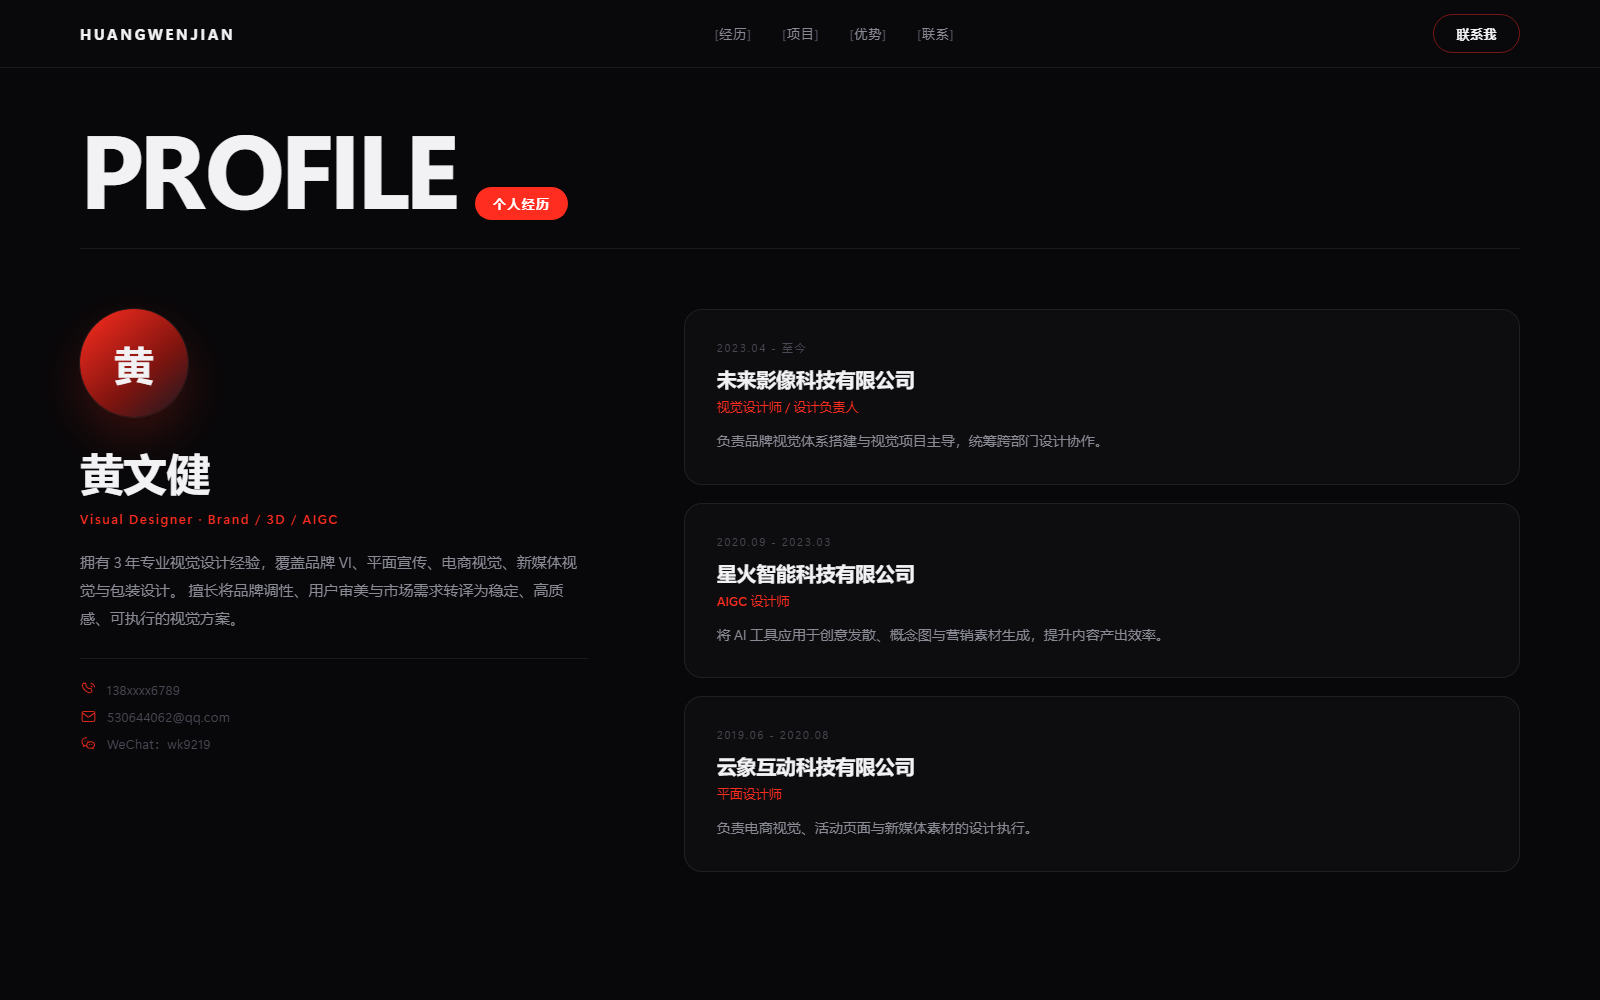 HUANGWENJIAN
[经历] [项目] [优势] [联系]
联系我
PROFILE
个人经历
黄
黄文健
Visual Designer · Brand / 3D / AIGC
拥有 3 年专业视觉设计经验，覆盖品牌 VI、平面宣传、电商视觉、新媒体视
觉与包装设计。 擅长将品牌调性、用户审美与市场需求转译为稳定、高质
感、可执行的视觉方案。
138xxxx6789
530644062@qq.com
WeChat：wk9219
2023.04 - 至今
未来影像科技有限公司
视觉设计师 / 设计负责人
负责品牌视觉体系搭建与视觉项目主导，统筹跨部门设计协作。
2020.09 - 2023.03
星火智能科技有限公司
AIGC 设计师
将 AI 工具应用于创意发散、概念图与营销素材生成，提升内容产出效率。
2019.06 - 2020.08
云象互动科技有限公司
平面设计师
负责电商视觉、活动页面与新媒体素材的设计执行。